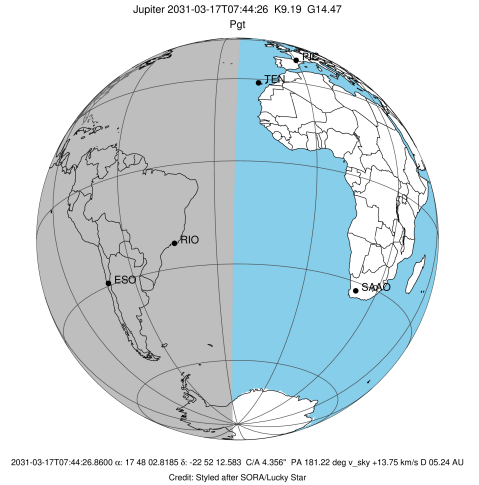 Jupiter 2031-03-17T07:44:26 K9.19 G14.47
Pgt
PIC
TEN
RIO
ESO
SAAO
2031-03-17T07:44:26.8600 α: 17 48 02.8185 δ: -22 52 12.583 C/A 4.356" PA 181.22 deg v_sky +13.75 km/s D 05.24 AU
Credit: Styled after SORA/Lucky Star